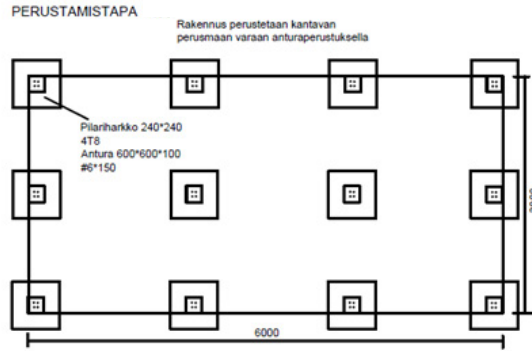 PERUSTAMISTAPA
Rakennus perustetaan kantavan
perusmaan varaan anturaperustuksella
Pilariharkko 240*240
4T8
Antura 600*600*100
#6*150
6000